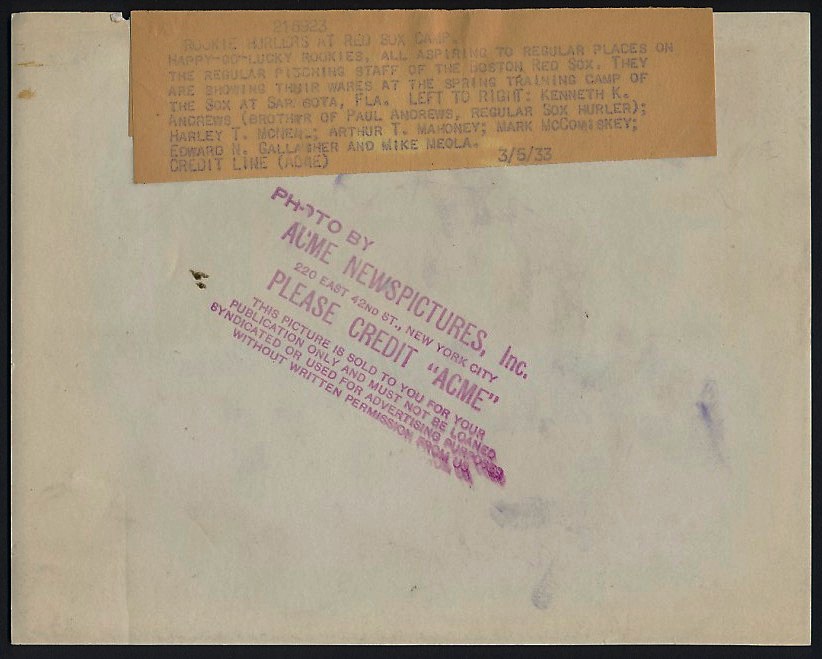 216923
ROOKIE HURLERS AT RED SOX CAMP.
HAPPY-GO-LUCKY ROOKIES, ALL ASPIRING TO REGULAR PLACES ON
THE REGULAR PITCHING STAFF OF THE BOSTON RED SOX. THEY
ARE SHOWING THEIR WARES AT THE SPRING TRAINING CAMP OF
THE SOX AT SARASOTA, FLA. LEFT TO RIGHT: KENNETH K.
ANDREWS (BROTHER OF PAUL ANDREWS, REGULAR SOX HURLER);
HARLEY T. MCNEAL; ARTHUR T. MAHONEY; MARK MCCOMISKEY;
EDWARD H. GALLAGHER AND MIKE MEOLA.
CREDIT LINE (ACME) 3/5/33
PHOTO BY
ACME NEWSPICTURES, Inc.
220 EAST 42ND ST., NEW YORK CITY
PLEASE CREDIT "ACME"
THIS PICTURE IS SOLD TO YOU FOR YOUR
PUBLICATION ONLY AND MUST NOT BE LOANED
SYNDICATED OR USED FOR ADVERTISING PURPOSES
WITHOUT WRITTEN PERMISSION FROM US